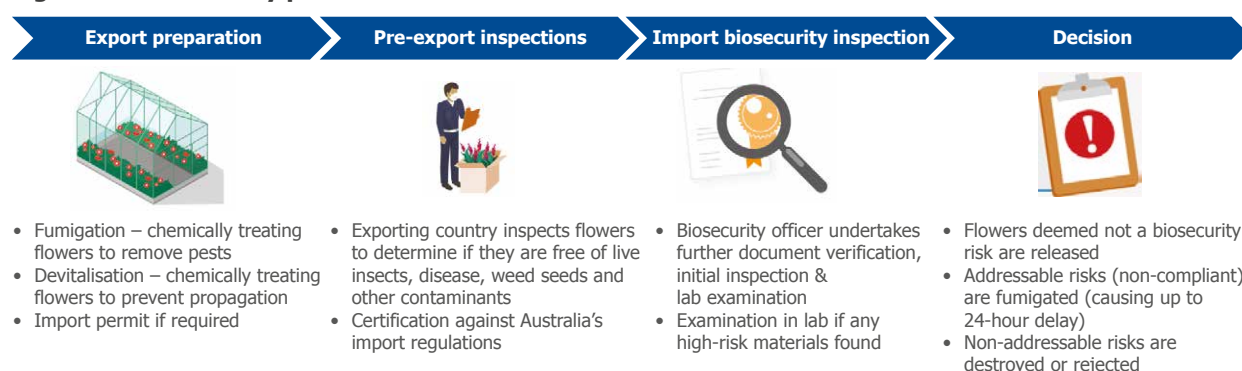 Export preparation
Pre-export inspections
Import biosecurity inspection
Decision
• Fumigation – chemically treating
flowers to remove pests
• Devitalisation – chemically treating
flowers to prevent propagation
• Import permit if required
• Exporting country inspects flowers
to determine if they are free of live
insects, disease, weed seeds and
other contaminants
• Certification against Australia’s
import regulations
• Biosecurity officer undertakes
further document verification,
initial inspection &
lab examination
• Examination in lab if any
high-risk materials found
• Flowers deemed not a biosecurity
risk are released
• Addressable risks (non-compliant)
are fumigated (causing up to
24-hour delay)
• Non-addressable risks are
destroyed or rejected